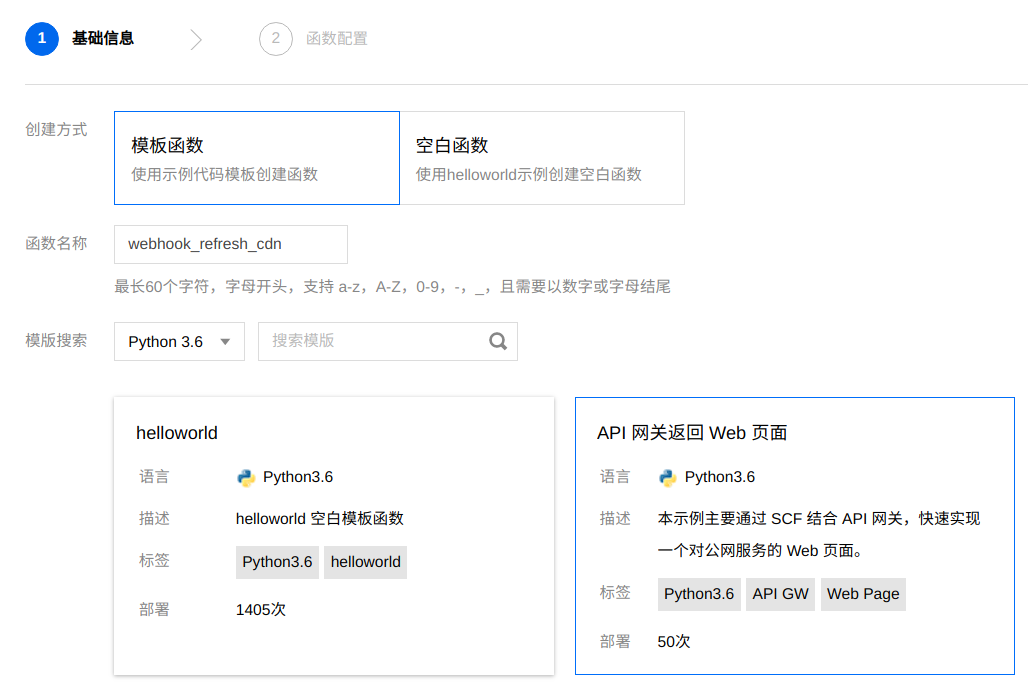 1 基础信息 2 函数配置
创建方式 模板函数 空白函数
使用示例代码模板创建函数 使用helloworld示例创建空白函数
函数名称 webhook_refresh_cdn
最长60个字符，字母开头，支持 a-z，A-Z，0-9，-，_，且需要以数字或字母结尾
模版搜索 Python 3.6 搜索模版
helloworld
语言 Python3.6
描述 helloworld 空白模板函数
标签 Python3.6 helloworld
部署 1405次
API 网关返回 Web 页面
语言 Python3.6
描述 本示例主要通过 SCF 结合 API 网关，快速实现
一个对公网服务的 Web 页面。
标签 Python3.6 API GW Web Page
部署 50次